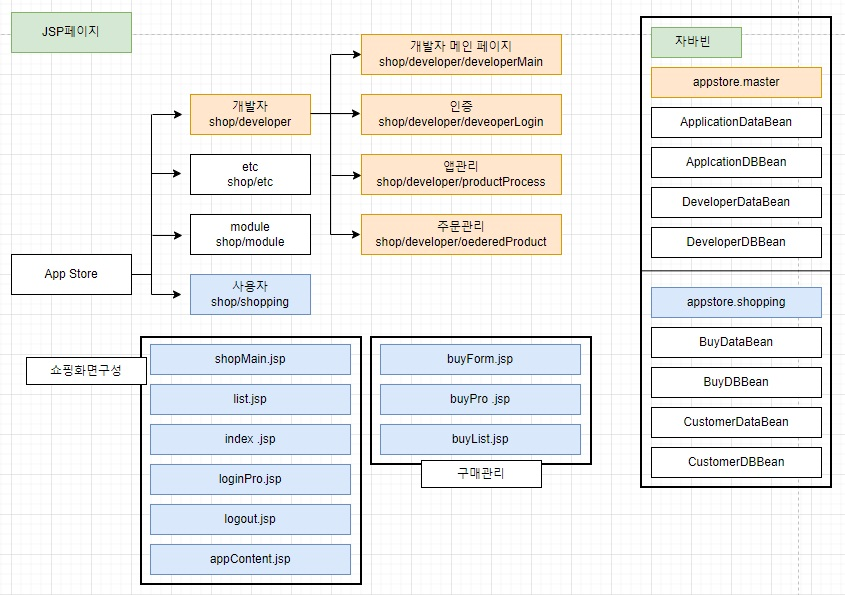 JSP페이지
App Store
개발자
shop/developer
etc
shop/etc
module
shop/module
사용자
shop/shopping
개발자 메인 페이지
shop/developer/developerMain
인증
shop/developer/deveoperLogin
앱관리
shop/developer/productProcess
주문관리
shop/developer/oederedProduct
쇼핑화면구성
shopMain.jsp
list.jsp
index .jsp
loginPro.jsp
logout.jsp
appContent.jsp
buyForm.jsp
buyPro .jsp
buyList.jsp
구매관리
자바빈
appstore.master
ApplicationDataBean
ApplcationDBBean
DeveloperDataBean
DeveloperDBBean
appstore.shopping
BuyDataBean
BuyDBBean
CustomerDataBean
CustomerDBBean